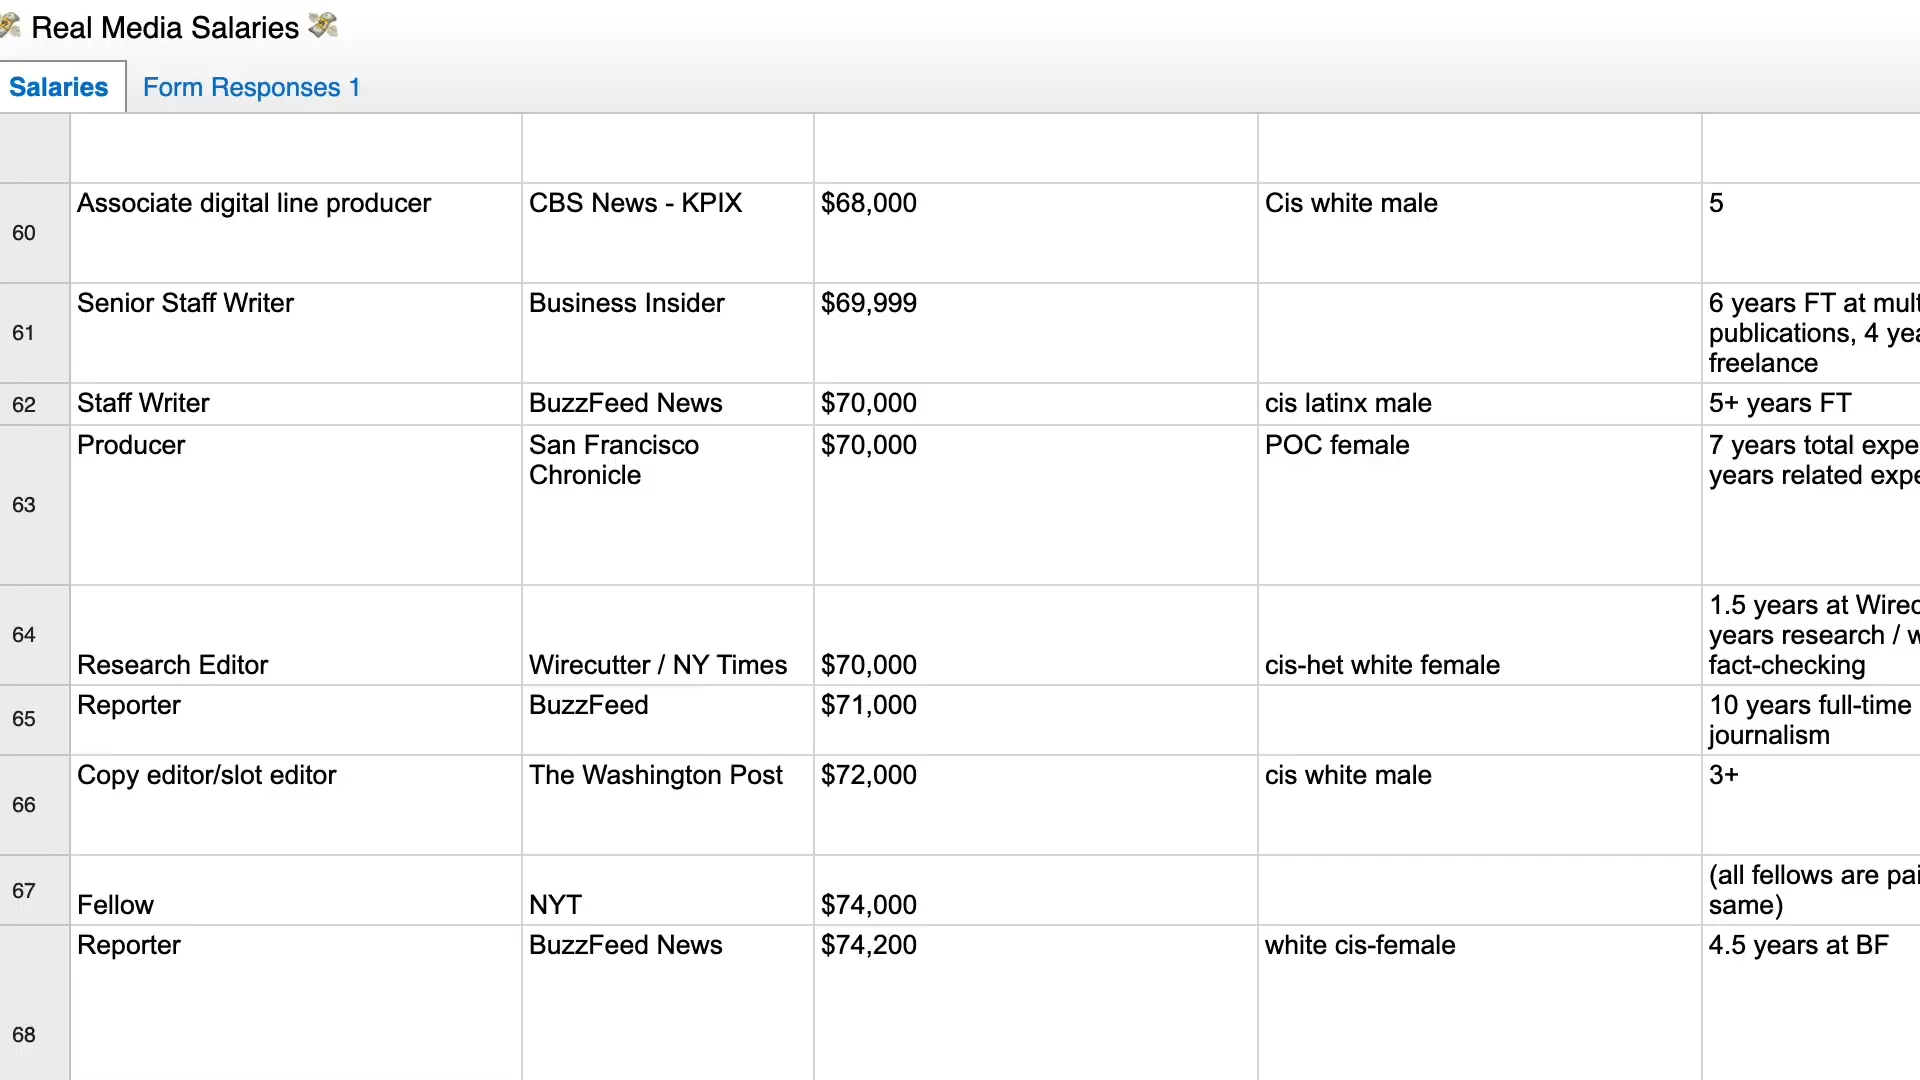 Real Media Salaries
Salaries Form Responses 1
60 Associate digital line producer CBS News - KPIX $68,000 Cis white male 5
61 Senior Staff Writer Business Insider $69,999 6 years FT at mult
publications, 4 yea
freelance
62 Staff Writer BuzzFeed News $70,000 cis latinx male 5+ years FT
63 Producer San Francisco $70,000 POC female 7 years total expe
Chronicle years related expe
64 1.5 years at Wirec
years research / w
Research Editor Wirecutter / NY Times $70,000 cis-het white female fact-checking
65 Reporter BuzzFeed $71,000 10 years full-time
journalism
66 Copy editor/slot editor The Washington Post $72,000 cis white male 3+
67 (all fellows are pai
Fellow NYT $74,000 same)
68 Reporter BuzzFeed News $74,200 white cis-female 4.5 years at BF